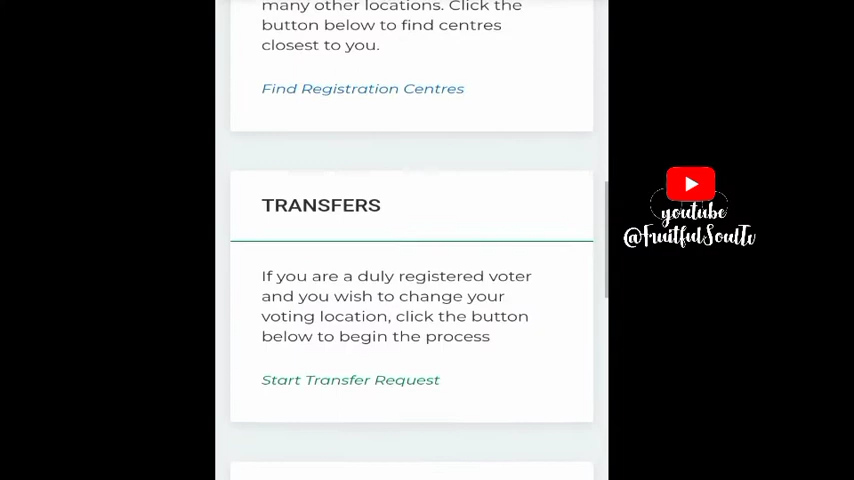 many other locations. Click the
button below to find centres
closest to you.
Find Registration Centres
TRANSFERS
If you are a duly registered voter
and you wish to change your
voting location, click the button
below to begin the process
Start Transfer Request
youtube
@FruitfulSoulTv